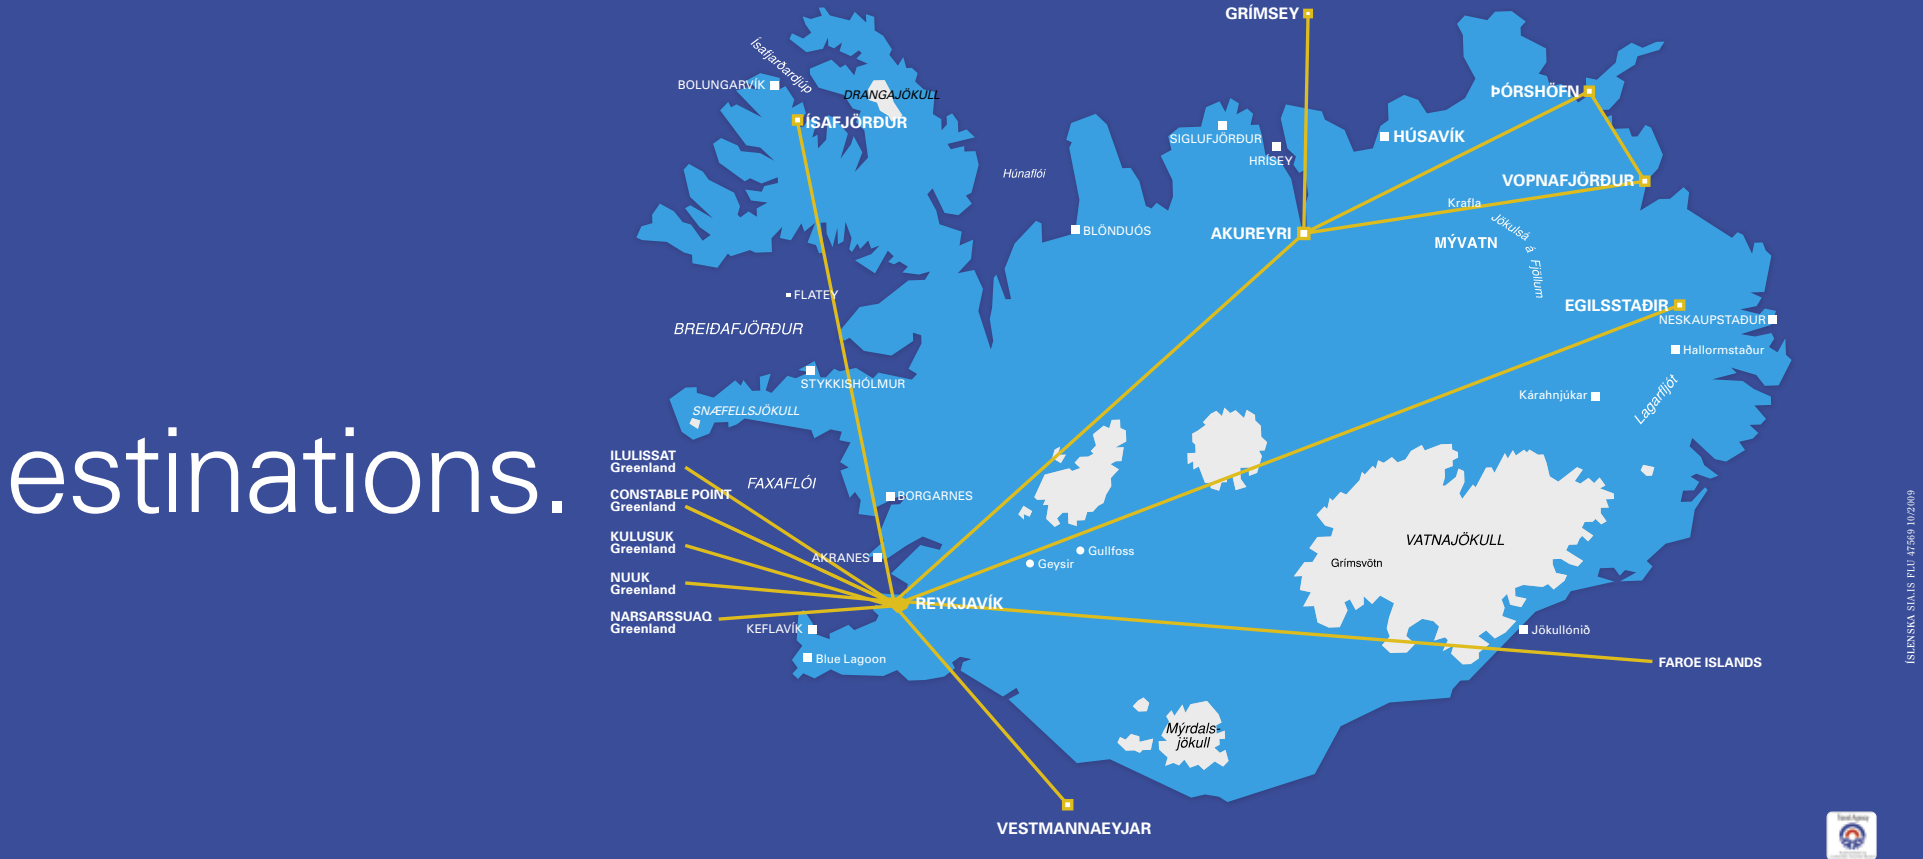 GRÍMSEY
Ísafjarðardjúp
BOLUNGARVÍK
DRANGAJÖKULL
ÍSAFJÖRÐUR
ÞÓRSHÖFN
SIGLUFJÖRÐUR
HÚSAVÍK
HRÍSEY
Húnaflói
VOPNAFJÖRÐUR
Krafla
Jökulsá á Fjöllum
BLÖNDUÓS
AKUREYRI
MÝVATN
FLATEY
EGILSSTAÐIR
NESKAUPSTAÐUR
BREIÐAFJÖRÐUR
Hallormstaður
STYKKISHÓLMUR
Kárahnjúkar
Lagarfljót
SNÆFELLSJÖKULL
estinations.
ILULISSAT
Greenland
FAXAFLÓI
CONSTABLE POINT
Greenland
BORGARNES
KULUSUK
Greenland
VATNAJÖKULL
AKRANES
Gullfoss
Geysir
Grímsvötn
NUUK
Greenland
REYKJAVÍK
NARSARSSUAQ
Greenland
KEFLAVÍK
Jökullónið
Blue Lagoon
FAROE ISLANDS
Mýrdals-
jökull
VESTMANNAEYJAR
ÍSLENSKA SIA.IS FLU 47569 10/2009